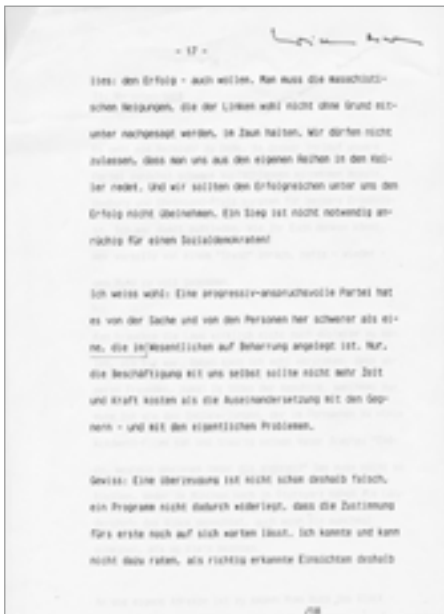 - 17 -
lies: den Erfolg - auch wollen. Man muss die masochisti-
schen Neigungen, die der Linken wohl nicht ohne Grund mit-
unter nachgesagt werden, im Zaun halten. Wir dürfen nicht
zulassen, dass man uns aus den eigenen Reihen in den Kel-
ler redet. Und wir sollten den Erfolgreichen unter uns den
Erfolg nicht übelnehmen. Ein Sieg ist nicht notwendig an-
rüchig für einen Sozialdemokraten!
Ich weiss wohl: Eine progressiv-anspruchsvolle Partei hat
es von der Sache und von den Personen her schwerer als ei-
ne, die im Wesentlichen auf Beharrung angelegt ist. Nur,
die Beschäftigung mit uns selbst sollte nicht mehr Zeit
und Kraft kosten als die Auseinandersetzung mit den Geg-
nern - und mit den eigentlichen Problemen.
Gewiss: Eine Überzeugung ist nicht schon deshalb falsch,
ein Programm nicht dadurch widerlegt, dass die Zustimmung
fürs erste noch auf sich warten lässt. Ich konnte und kann
nicht dazu raten, als richtig erkannte Einsichten deshalb
/18